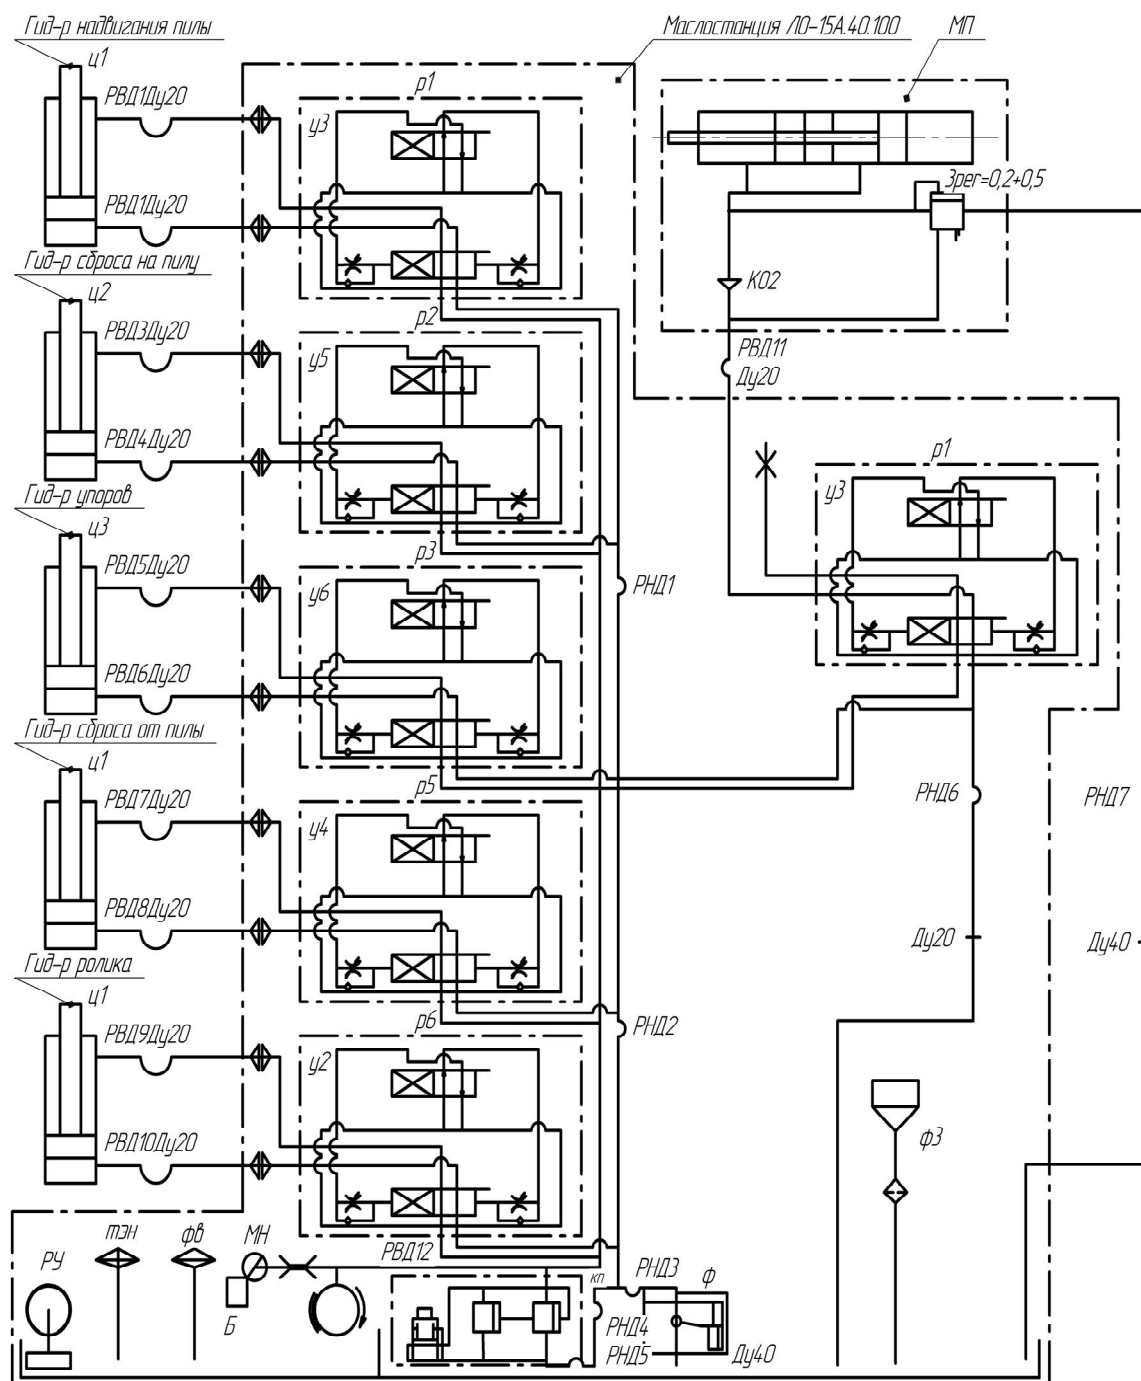 Гид-р надвигания пилы
Маслостанция ЛО-15А.40.100
МП
ц1
РВД1Ду20
р1
у3
РВД1Ду20
3рег=0,2+0,5
Гид-р сброса на пилу
ц2
КО2
р2
РВД3Ду20
у5
РВД11
Ду20
РВД4Ду20
р1
Гид-р упоров
у3
ц3
р3
РВД5Ду20
у6
РНД1
РВД6Ду20
Гид-р сброса от пилы
ц1
р5
РВД7Ду20
у4
РНД6
РНД7
РВД8Ду20
Ду20
Ду40
Гид-р ролика
ц1
р6
РНД2
РВД9Ду20
у2
РВД10Ду20
ф3
РУ
тэн
фв
МН
РВД12
Б
кп
РНД3
ф
РНД4
РНД5
Ду40